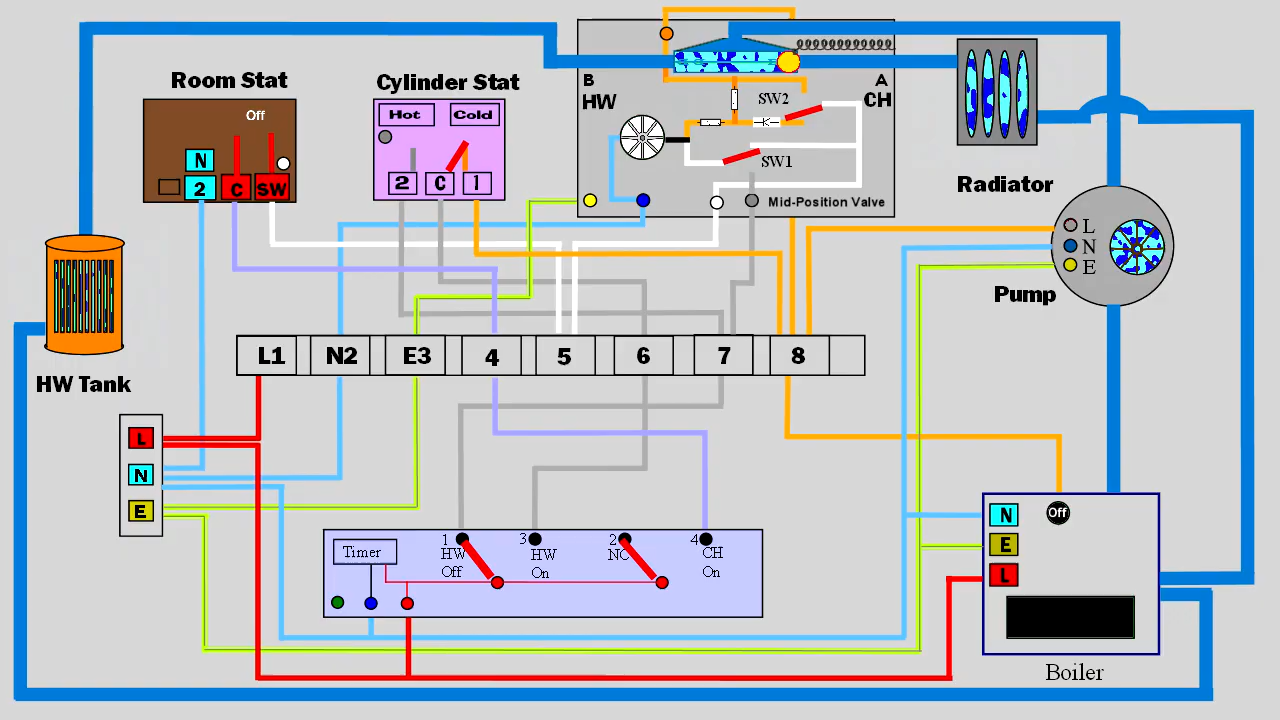 Room Stat
Off
N
2 C SW
Cylinder Stat
Hot Cold
2 C 1
B
HW
A
CH
SW2
SW1
Mid-Position Valve
Radiator
L
N
E
Pump
HW Tank
L1 N2 E3 4 5 6 7 8
L
N
E
Timer
1 3 2 4
HW HW NC CH
Off On On
N Off
E
L
Boiler